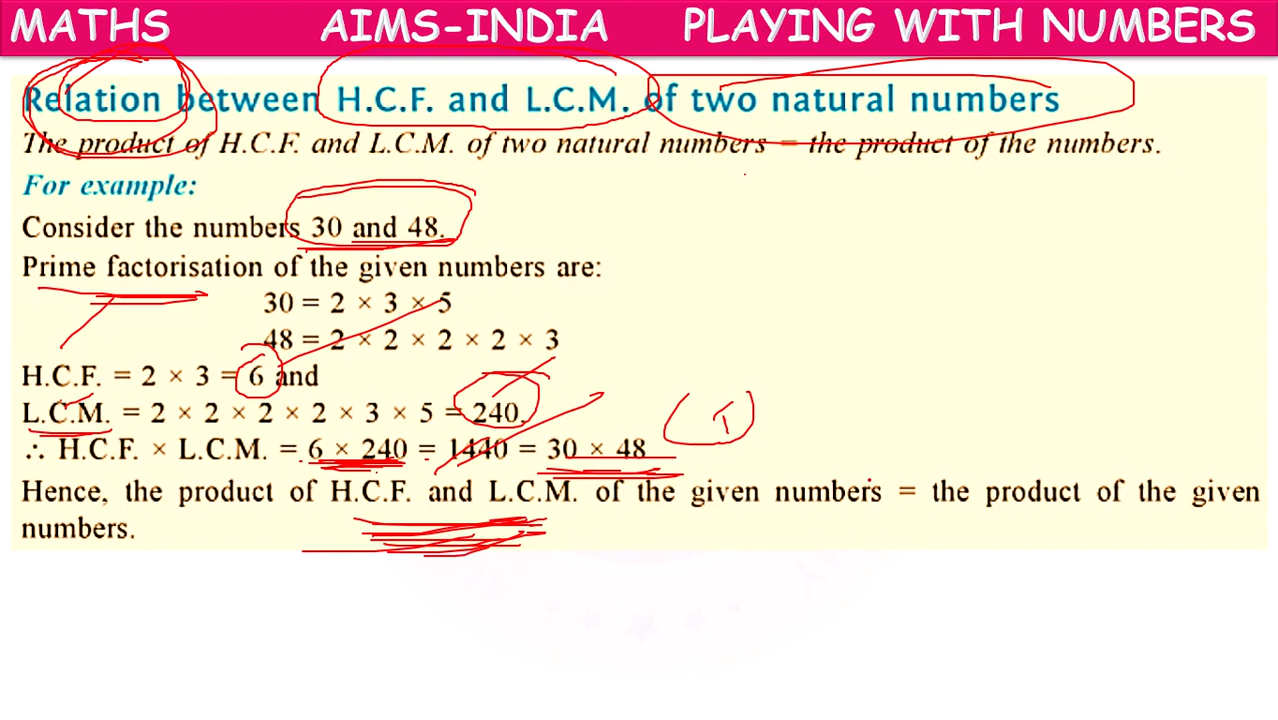 MATHS AIMS-INDIA PLAYING WITH NUMBERS
Relation between H.C.F. and L.C.M. of two natural numbers
The product of H.C.F. and L.C.M. of two natural numbers = the product of the numbers.
For example:
Consider the numbers 30 and 48.
Prime factorisation of the given numbers are:
30 = 2 × 3 × 5
48 = 2 × 2 × 2 × 2 × 3
H.C.F. = 2 × 3 = 6 and
L.C.M. = 2 × 2 × 2 × 2 × 3 × 5 = 240.
∴ H.C.F. × L.C.M. = 6 × 240 = 1440 = 30 × 48
Hence, the product of H.C.F. and L.C.M. of the given numbers = the product of the given
numbers.